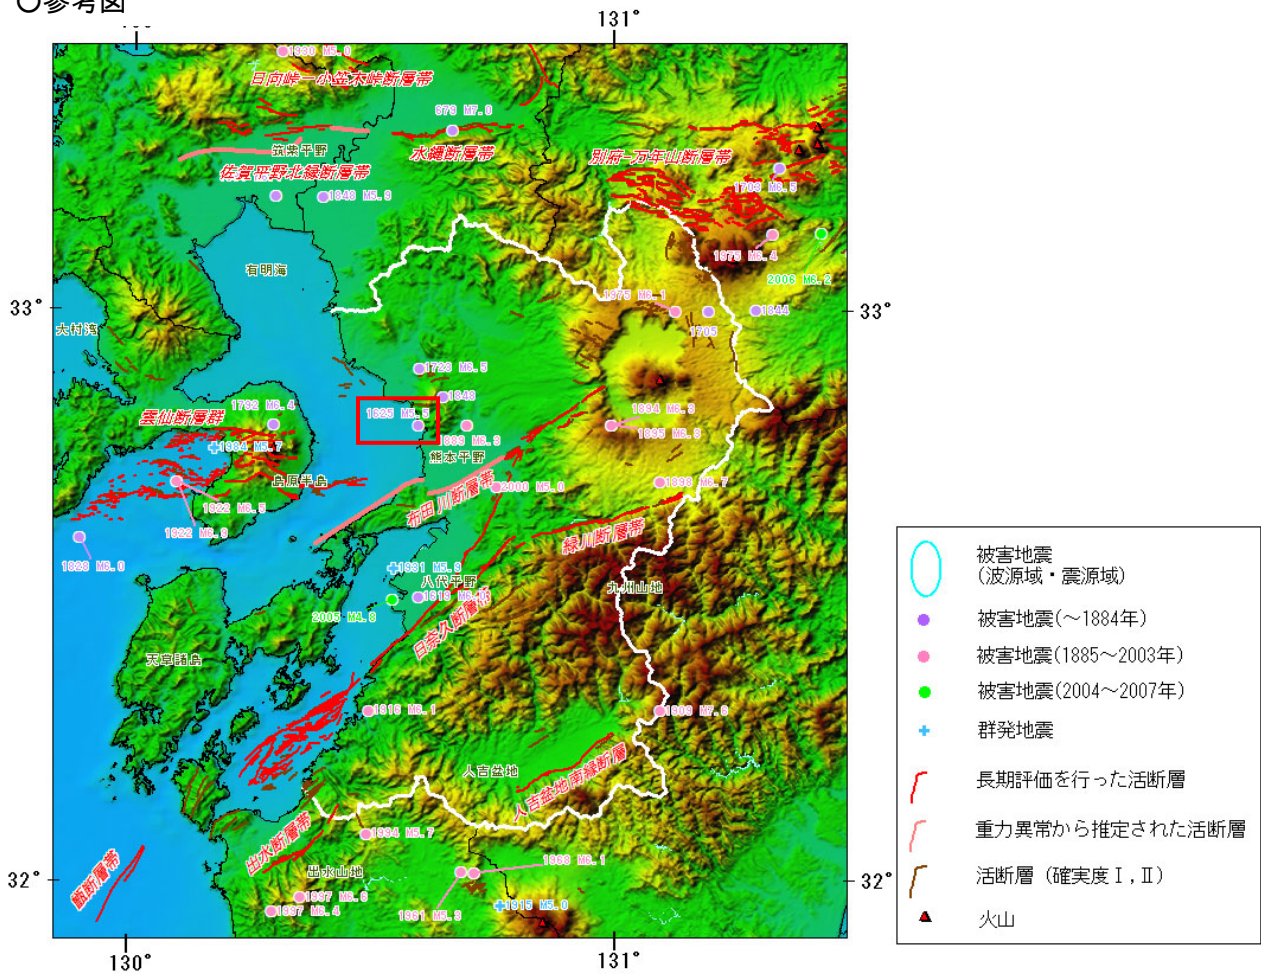 〇参考図
131°
1930 M5.0
日向峠－小笠木峠断層帯
679 M7.0
筑紫平野
水縄断層帯
別府－万年山断層帯
佐賀平野北縁断層帯
1703 M6.5
1848 M5.9
1975 M6.4
有明海
2006 M6.2
1975 M6.1
33°
33°
1844
大村湾
1705
1723 M6.5
1848
1792 M6.4
1625 M5.5
1894 M6.3
雲仙断層群
1895 M6.3
1889 M6.3
1984 M5.7
熊本平野
島原半島
布田川断層帯
2000 M5.0
1898 M6.7
1922 M6.5
1922 M6.9
緑川断層帯
1828 M6.0
1931 M5.9
八代平野
九州山地
1619 M6.0
2005 M4.8
日奈久断層帯
天草諸島
1916 M6.1
1909 M7.6
人吉盆地
人吉盆地南縁断層
1994 M5.7
出水断層帯
1968 M6.1
出水山地
32°
32°
甑断層帯
1997 M6.6
1997 M6.4
1961 M5.3
1915 M5.0
130°
131°
被害地震
(波源域・震源域)
被害地震(～1884年)
被害地震(1885～2003年)
被害地震(2004～2007年)
群発地震
長期評価を行った活断層
重力異常から推定された活断層
活断層（確実度Ⅰ,Ⅱ）
火山